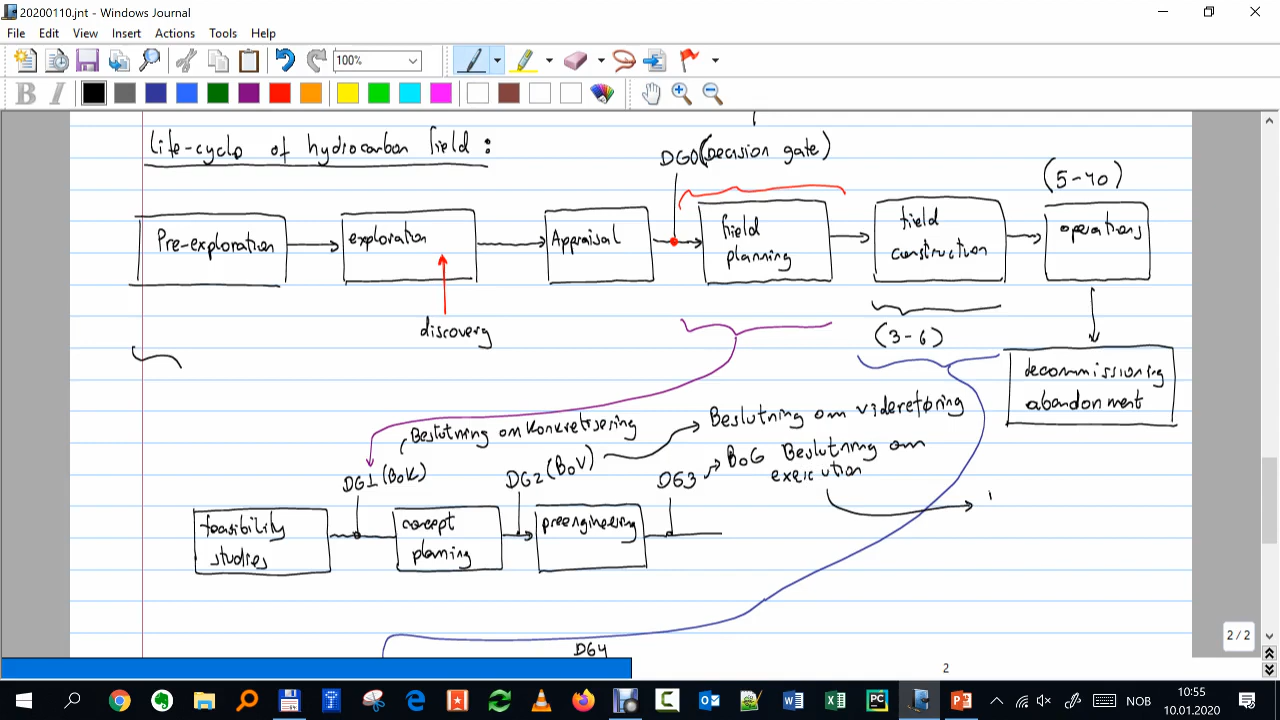 20200110.jnt - Windows Journal
File Edit View Insert Actions Tools Help
100%
B I
Life-cyclo of hydrocarbon field :
DG0 (Decision gate)
(5-40)
Pre-exploration
exploration
Appraisal
field
planning
field
construction
operations
discovery
(3-6)
decommissioning
abandonment
Beslutning om Konkretisering
Beslutning om videreføring
DG1 (BoK)
DG2 (BoV)
DG3
BoG Beslutning om
exeicution
feasibility
studies
cocept
planing
preengineering
DG4
2 / 2
2
NOB
10:55
10.01.2020